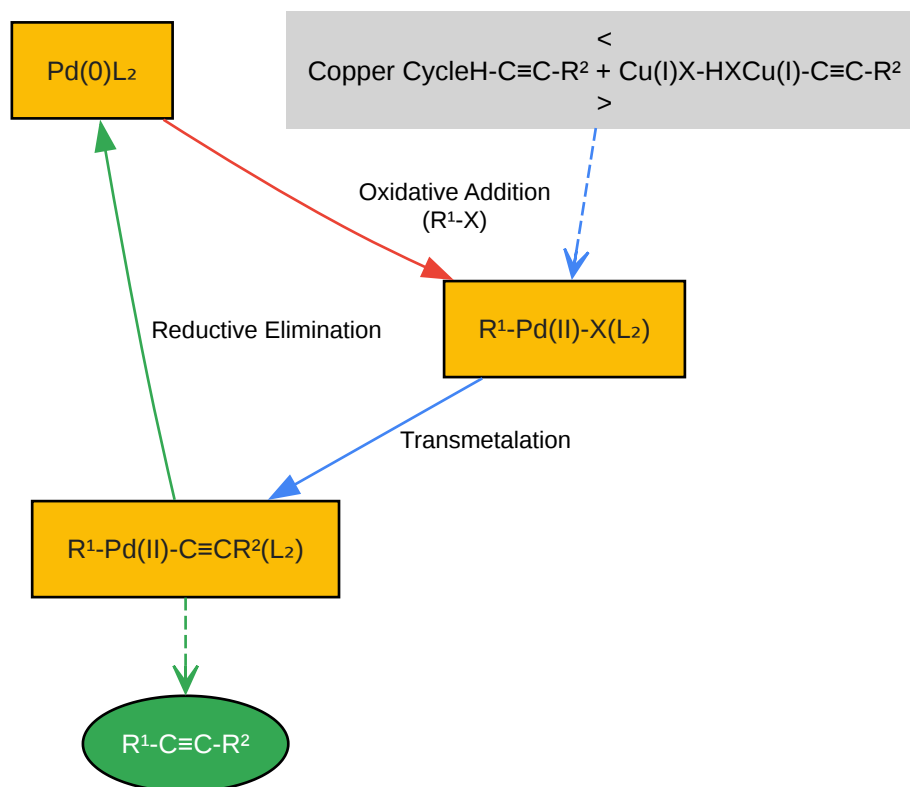 Pd(0)L₂
<
Copper CycleH-C≡C-R² + Cu(I)X-HXCu(I)-C≡C-R²
>
Oxidative Addition
(R¹-X)
R¹-Pd(II)-X(L₂)
Reductive Elimination
Transmetalation
R¹-Pd(II)-C≡CR²(L₂)
R¹-C≡C-R²